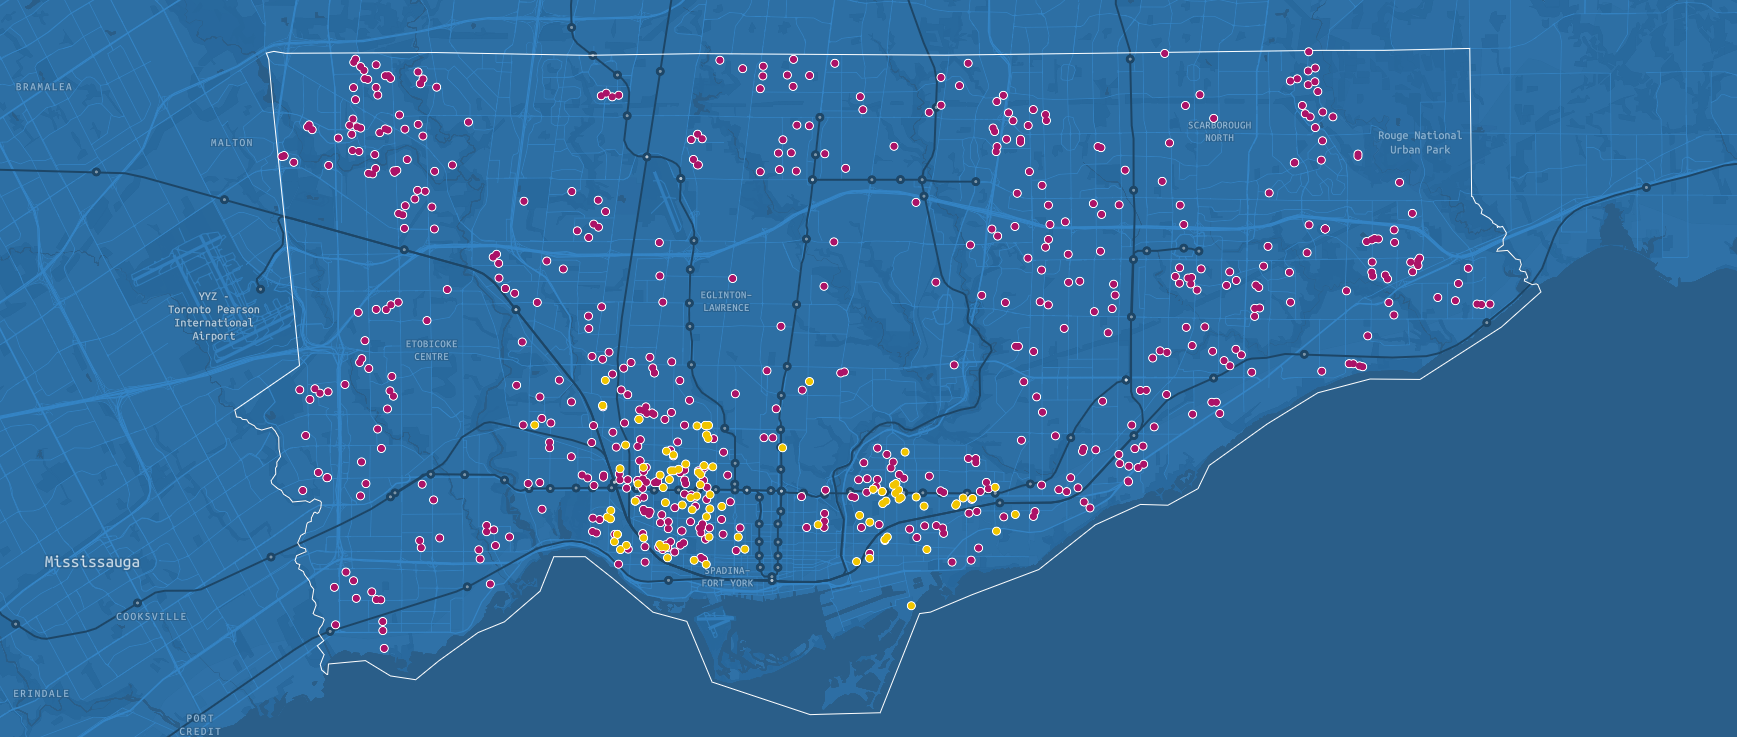 BRAMALEA
MALTON
SCARBOROUGH
NORTH
Rouge National
Urban Park
YYZ -
Toronto Pearson
International
Airport
EGLINTON-
LAWRENCE
ETOBICOKE
CENTRE
Mississauga
SPADINA-
FORT YORK
COOKSVILLE
ERINDALE
PORT
CREDIT